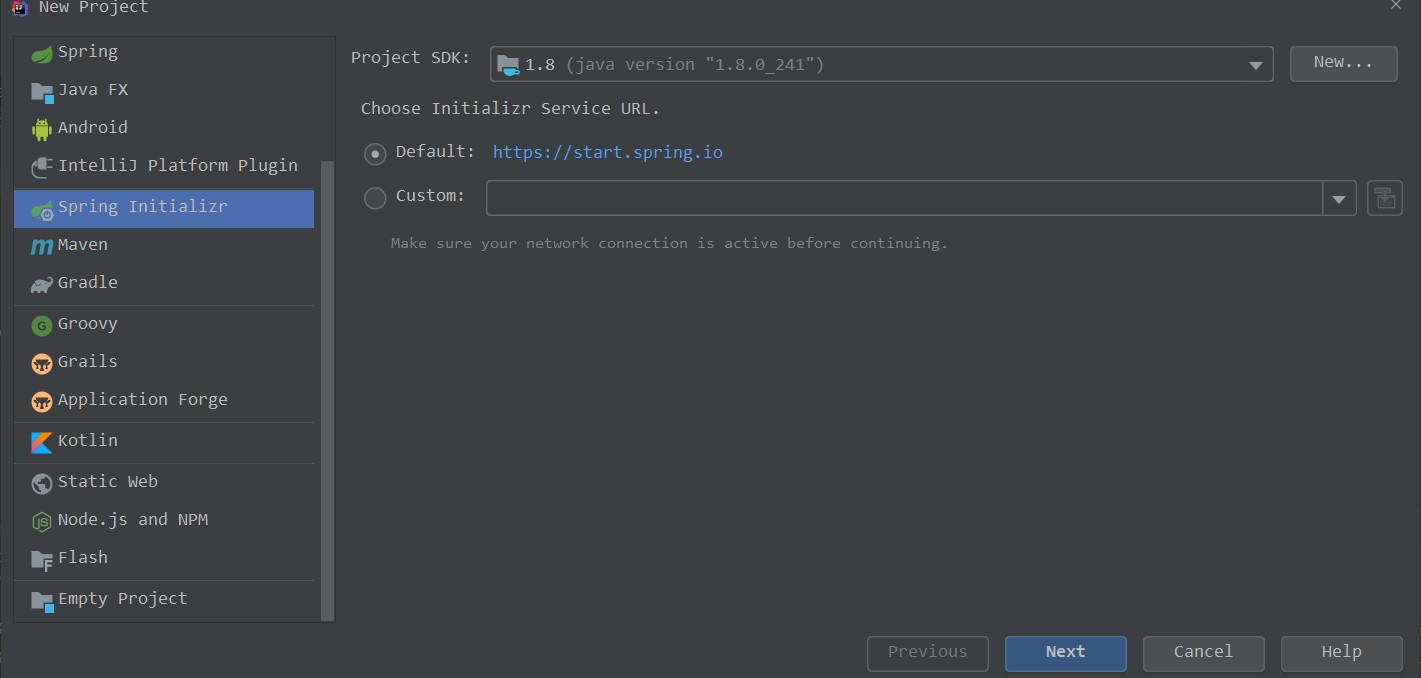 New Project
Spring
Java FX
Android
IntelliJ Platform Plugin
Spring Initializr
Maven
Gradle
Groovy
Grails
Application Forge
Kotlin
Static Web
Node.js and NPM
Flash
Empty Project
Project SDK: 1.8 (java version "1.8.0_241") New...
Choose Initializr Service URL.
Default: https://start.spring.io
Custom:
Make sure your network connection is active before continuing.
Previous Next Cancel Help